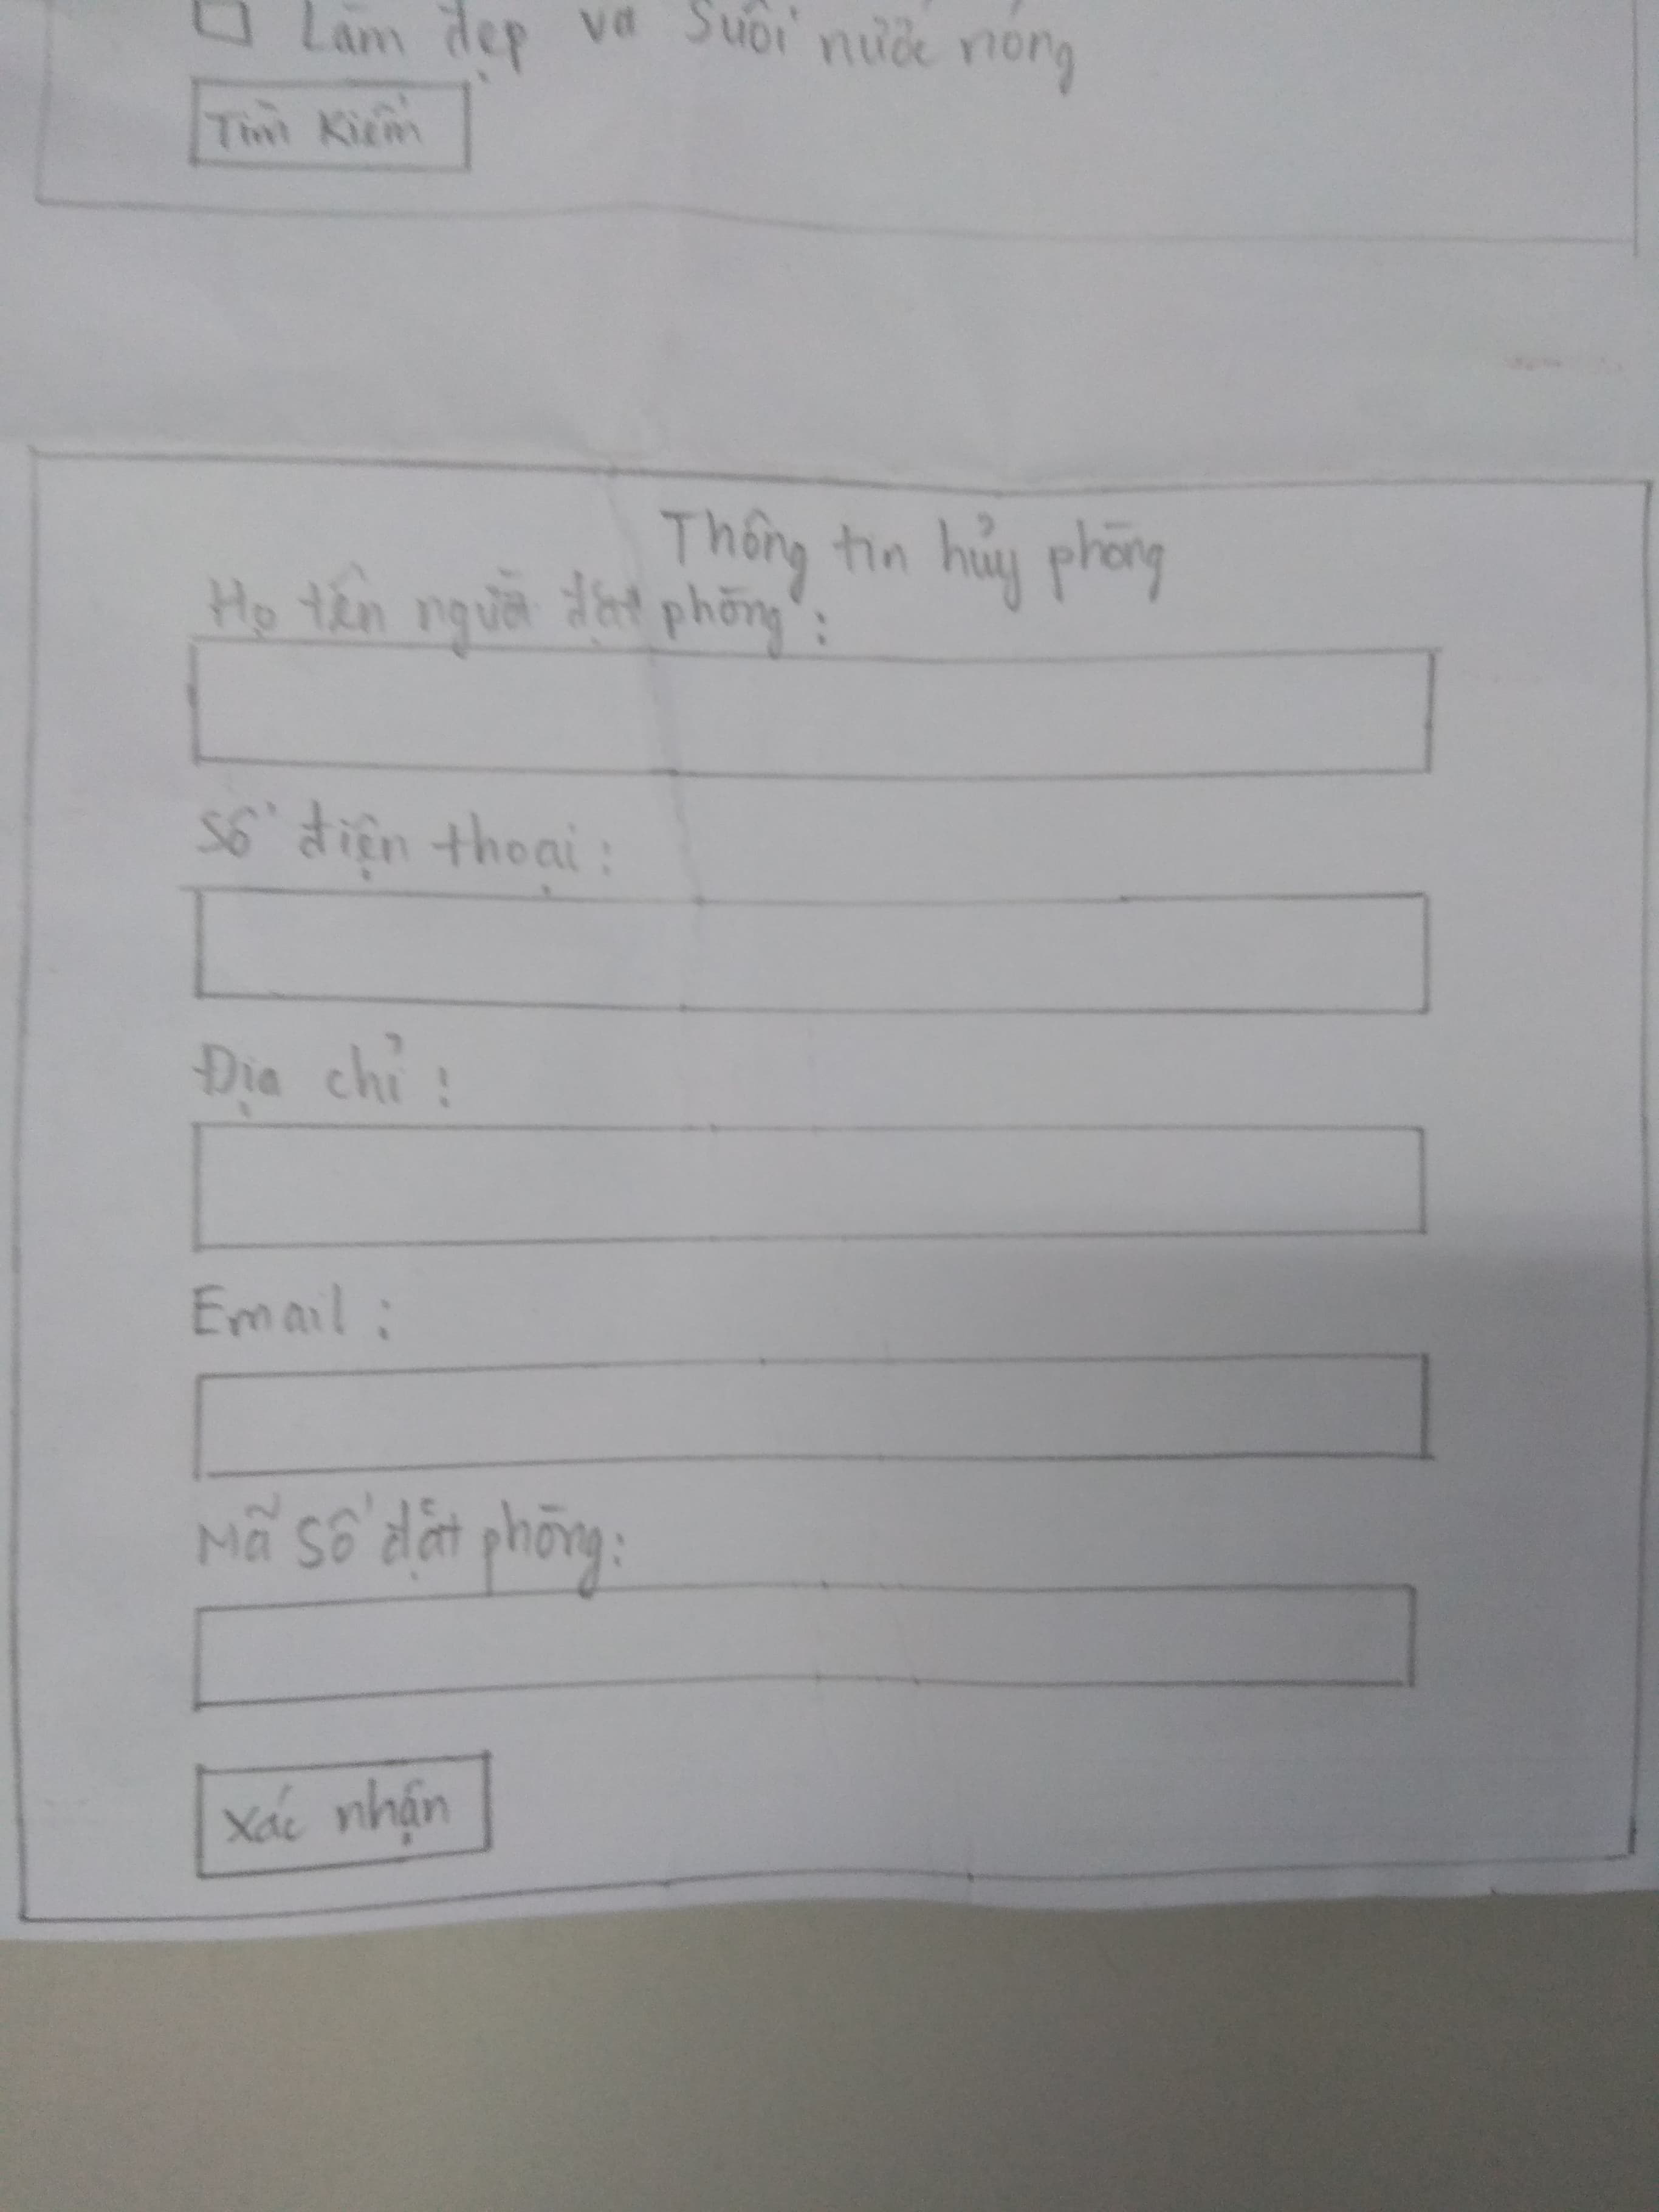 Làm đẹp và Suối nước nóng
Tìm Kiếm
Thông tin hủy phòng
Họ tên người đặt phòng :
Số điện thoại :
Địa chỉ :
Email :
Mã Số đặt phòng:
Xác nhận